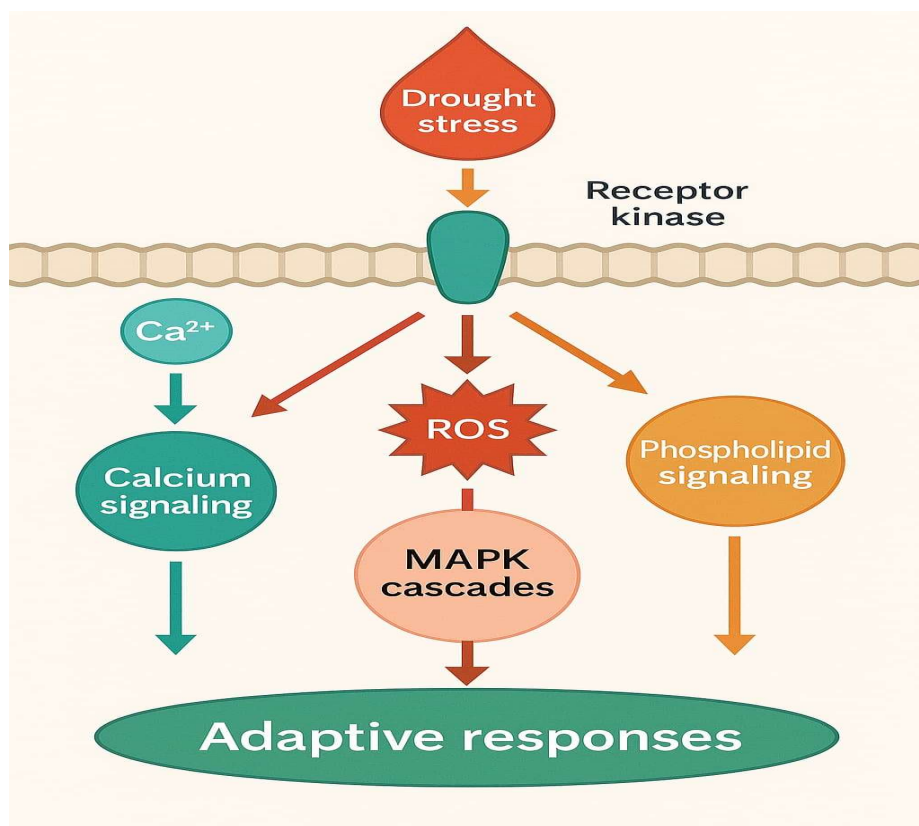 Drought
stress
Receptor
kinase
Ca²⁺
Calcium
signaling
ROS
Phospholipid
signaling
MAPK
cascades
Adaptive responses